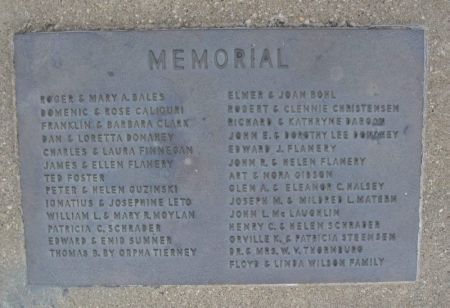 MEMORIAL
ROGER & MARY A. BALES
DOMENIC & ROSE CALIGURI
FRANKLIN & BARBARA CLARK
DAN & LORETTA DONAHEY
CHARLES & LAURA FINNEGAN
JAMES & ELLEN FLANERY
TED FOSTER
PETER & HELEN GUZINSKI
IGNATIUS & JOSEPHINE LETO
WILLIAM L. & MARY R. MOYLAN
PATRICIA C. SCHRADER
EDWARD & ENID SUMNER
THOMAS B. BY ORPHA TIERNEY
ELMER & JOAN BOHL
ROBERT & CLENNIE CHRISTENSEN
RICHARD & KATHRYNE DARGAN
JOHN E. & DOROTHY LEE DONAHEY
EDWARD J. FLANERY
JOHN R. & HELEN FLANERY
ART & NORA GIBSON
GLEN A. & ELEANOR C. HALSEY
JOSEPH M. & MILDRED L. MATERN
JOHN L. McLAUGHLIN
HENRY C. & HELEN SCHRADER
ORVILLE K. & PATRICIA STEENSEN
DR. & MRS. W. V. THORNBURG
FLOYD & LINDA WILSON FAMILY